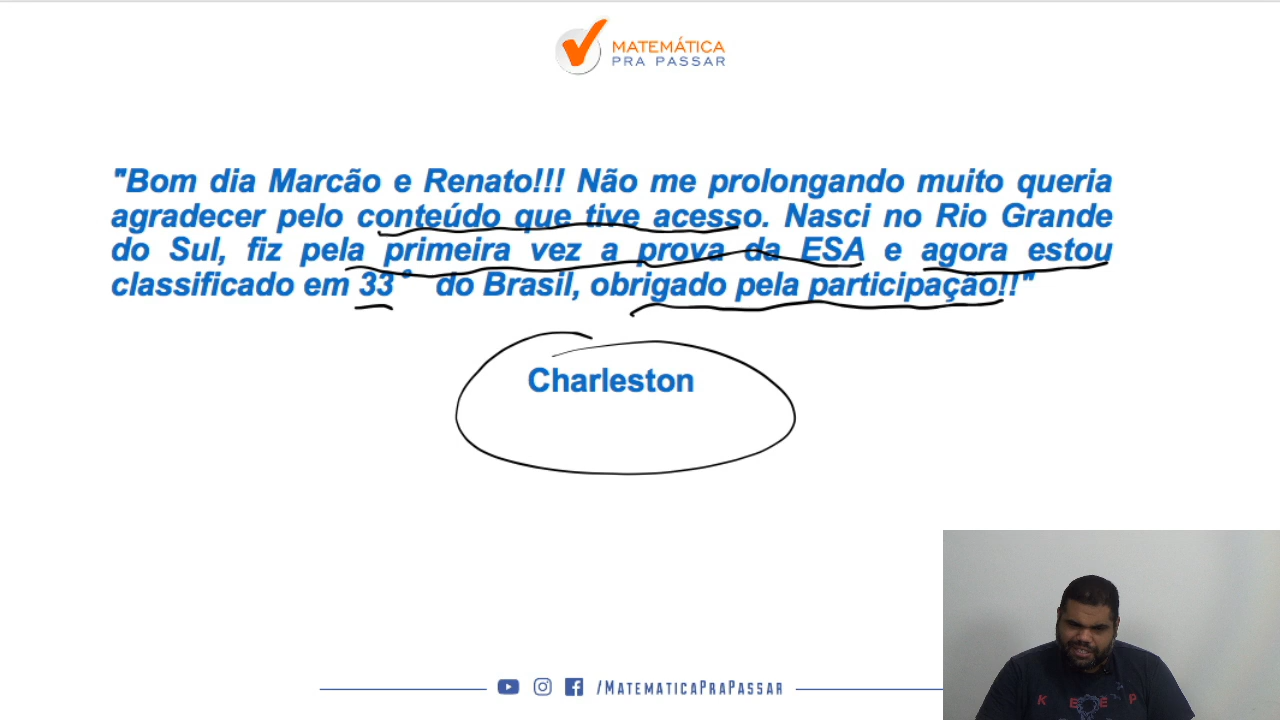 MATEMÁTICA
PRA PASSAR
"Bom dia Marcão e Renato!!! Não me prolongando muito queria
agradecer pelo conteúdo que tive acesso. Nasci no Rio Grande
do Sul, fiz pela primeira vez a prova da ESA e agora estou
classificado em 33° do Brasil, obrigado pela participação!!"
Charleston
/MATEMATICAPRAPASSAR
K E E P